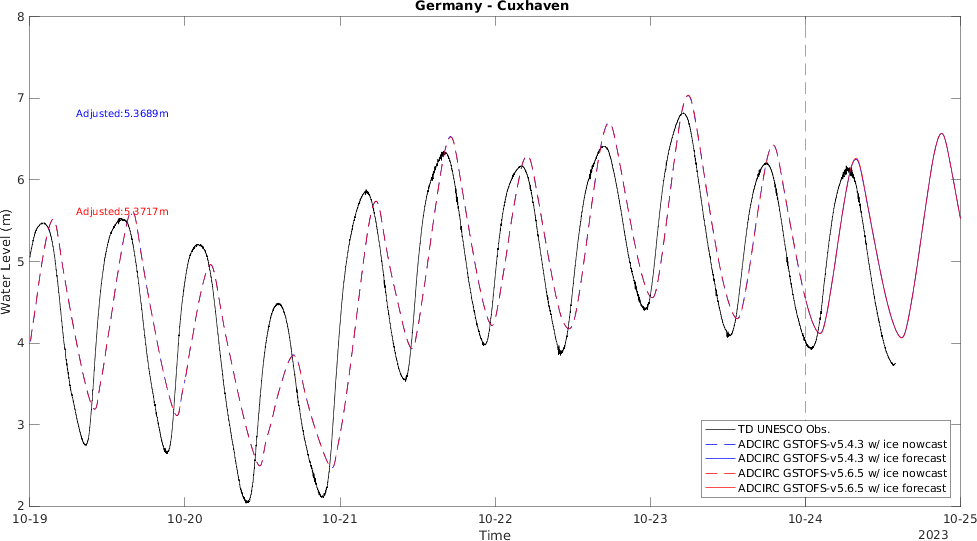 Germany - Cuxhaven
8
7
6
5
4
3
2
Water Level (m)
Adjusted:5.3689m
Adjusted:5.3717m
TD UNESCO Obs.
ADCIRC GSTOFS-v5.4.3 w/ ice nowcast
ADCIRC GSTOFS-v5.4.3 w/ ice forecast
ADCIRC GSTOFS-v5.6.5 w/ ice nowcast
ADCIRC GSTOFS-v5.6.5 w/ ice forecast
10-19 10-20 10-21 10-22 10-23 10-24 10-25
Time
2023